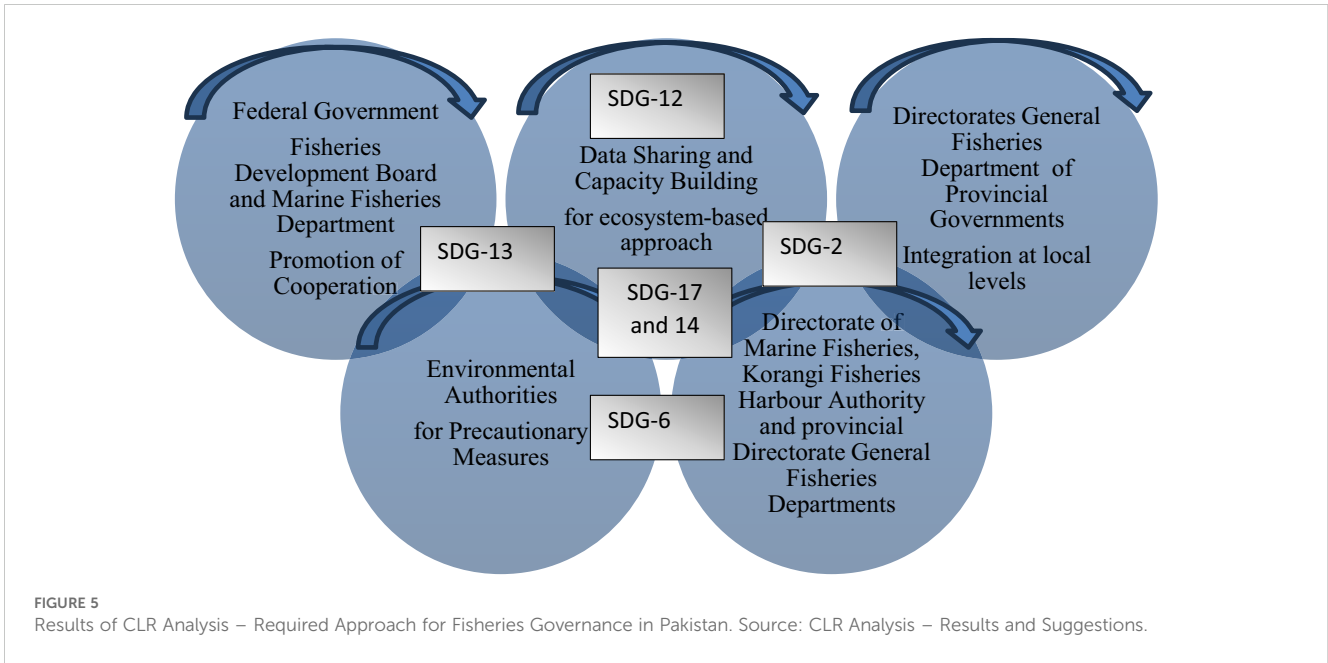 Federal Government
Fisheries
Development Board
and Marine Fisheries
Department
Promotion of
Cooperation
SDG-13
SDG-12
Data Sharing and
Capacity Building
for ecosystem-based
approach
SDG-17
and 14
SDG-2
Directorates General
Fisheries
Department of
Provincial
Governments
Integration at local
levels
Environmental
Authorities
for Precautionary
Measures
SDG-6
Directorate of
Marine Fisheries,
Korangi Fisheries
Harbour Authority
and provincial
Directorate General
Fisheries
Departments
FIGURE 5
Results of CLR Analysis – Required Approach for Fisheries Governance in Pakistan. Source: CLR Analysis – Results and Suggestions.